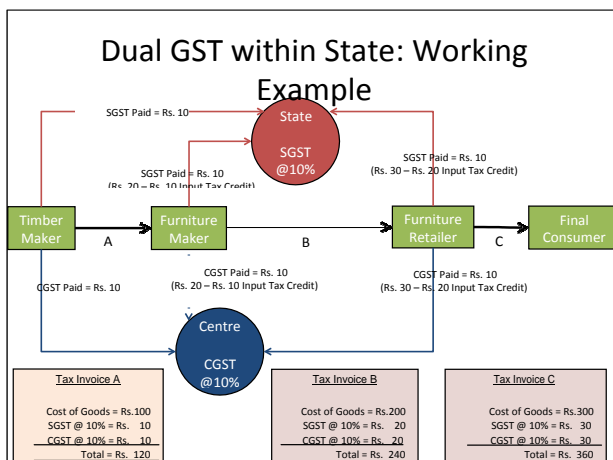 Dual GST within State: Working
Example
SGST Paid = Rs. 10
State
SGST
@10%
SGST Paid = Rs. 10
(Rs. 20 – Rs. 10 Input Tax Credit)
SGST Paid = Rs. 10
(Rs. 30 – Rs. 20 Input Tax Credit)
Timber
Maker
A
Furniture
Maker
B
Furniture
Retailer
C
Final
Consumer
CGST Paid = Rs. 10
CGST Paid = Rs. 10
(Rs. 20 – Rs. 10 Input Tax Credit)
CGST Paid = Rs. 10
(Rs. 30 – Rs. 20 Input Tax Credit)
Centre
CGST
@10%
Tax Invoice A
Cost of Goods = Rs.100
SGST @ 10% = Rs. 10
CGST @ 10% = Rs. 10
Total = Rs. 120
Tax Invoice B
Cost of Goods = Rs.200
SGST @ 10% = Rs. 20
CGST @ 10% = Rs. 20
Total = Rs. 240
Tax Invoice C
Cost of Goods = Rs.300
SGST @ 10% = Rs. 30
CGST @ 10% = Rs. 30
Total = Rs. 360